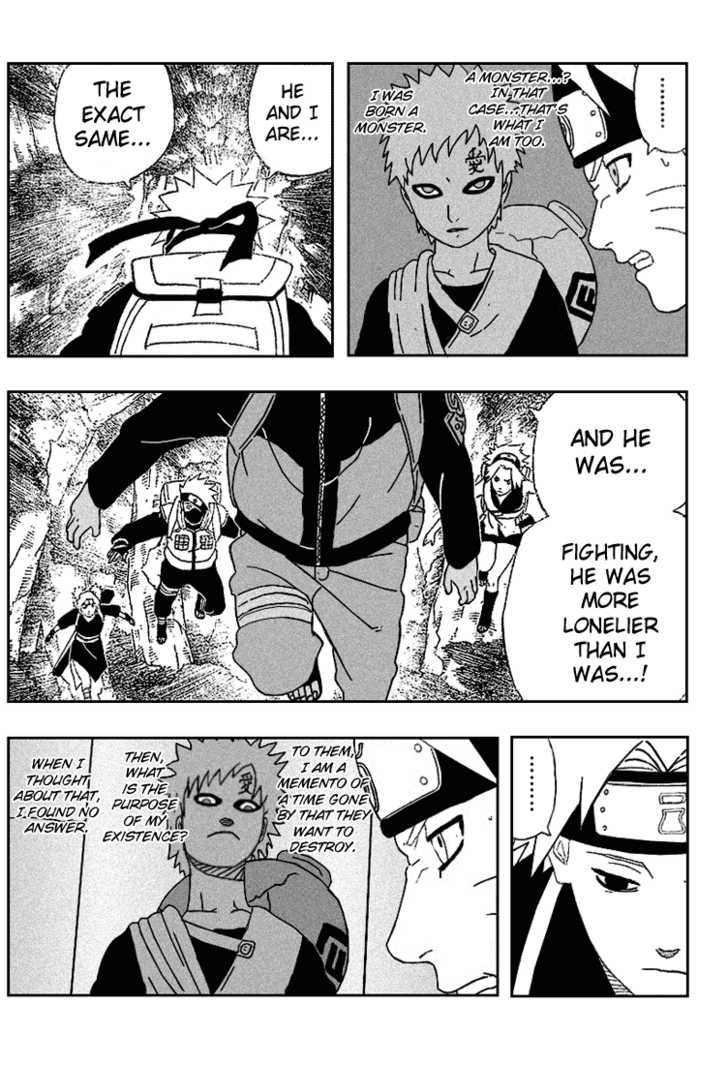 .........
A MONSTER...?
IN THAT
CASE...THAT'S
WHAT I
AM TOO.
I WAS
BORN A
MONSTER.
愛
HE
AND I
ARE...
THE
EXACT
SAME...
AND HE
WAS...
FIGHTING,
HE WAS
MORE
LONELIER
THAN I
WAS...!
.........
TO THEM,
I AM A
MEMENTO OF
A TIME GONE
BY THAT THEY
WANT TO
DESTROY.
THEN,
WHAT
IS THE
PURPOSE
OF MY
EXISTENCE?
WHEN I
THOUGHT
ABOUT THAT,
I FOUND NO
ANSWER.
愛